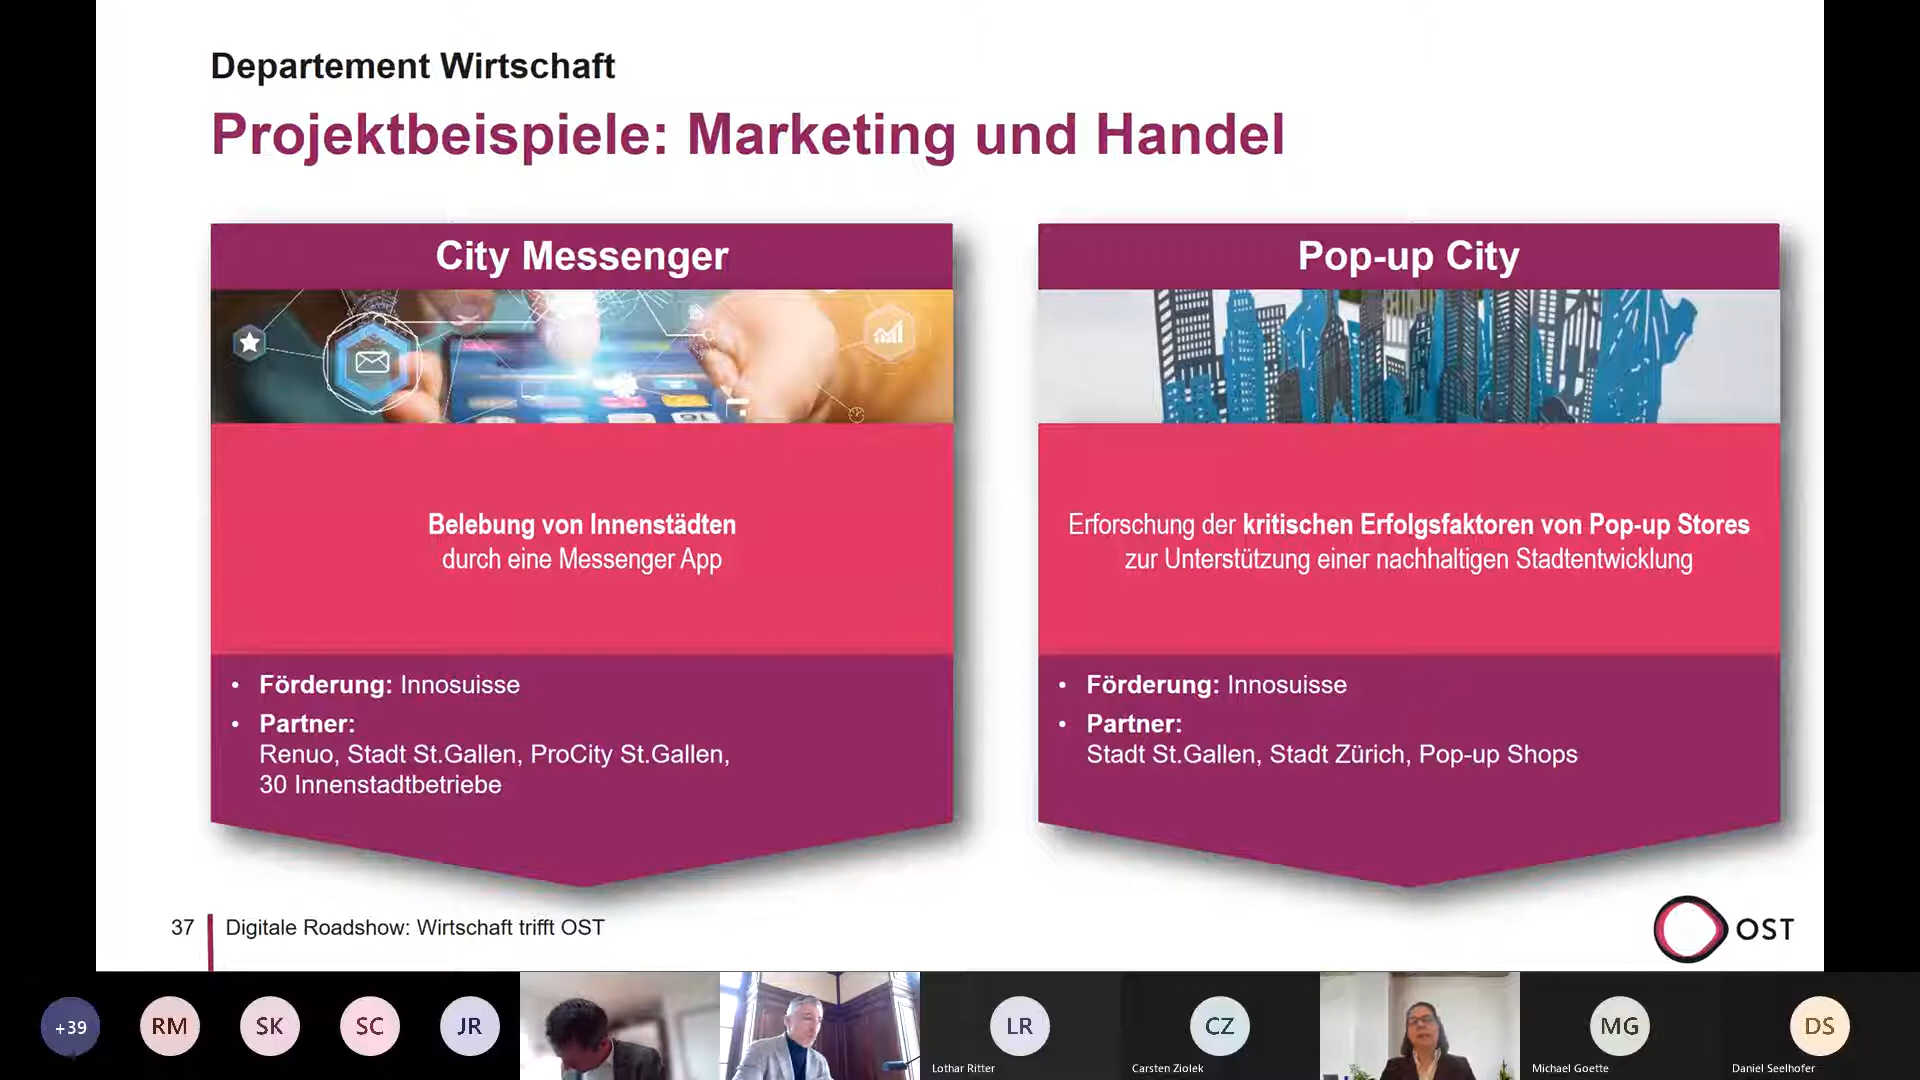 Departement Wirtschaft
Projektbeispiele: Marketing und Handel
City Messenger
Belebung von Innenstädten
durch eine Messenger App
• Förderung: Innosuisse
• Partner:
Renuo, Stadt St.Gallen, ProCity St.Gallen,
30 Innenstadtbetriebe
Pop-up City
Erforschung der kritischen Erfolgsfaktoren von Pop-up Stores
zur Unterstützung einer nachhaltigen Stadtentwicklung
• Förderung: Innosuisse
• Partner:
Stadt St.Gallen, Stadt Zürich, Pop-up Shops
37
Digitale Roadshow: Wirtschaft trifft OST
OST
+39
RM
SK
SC
JR
LR
Lothar Ritter
CZ
Carsten Ziolek
MG
Michael Goette
DS
Daniel Seelhofer